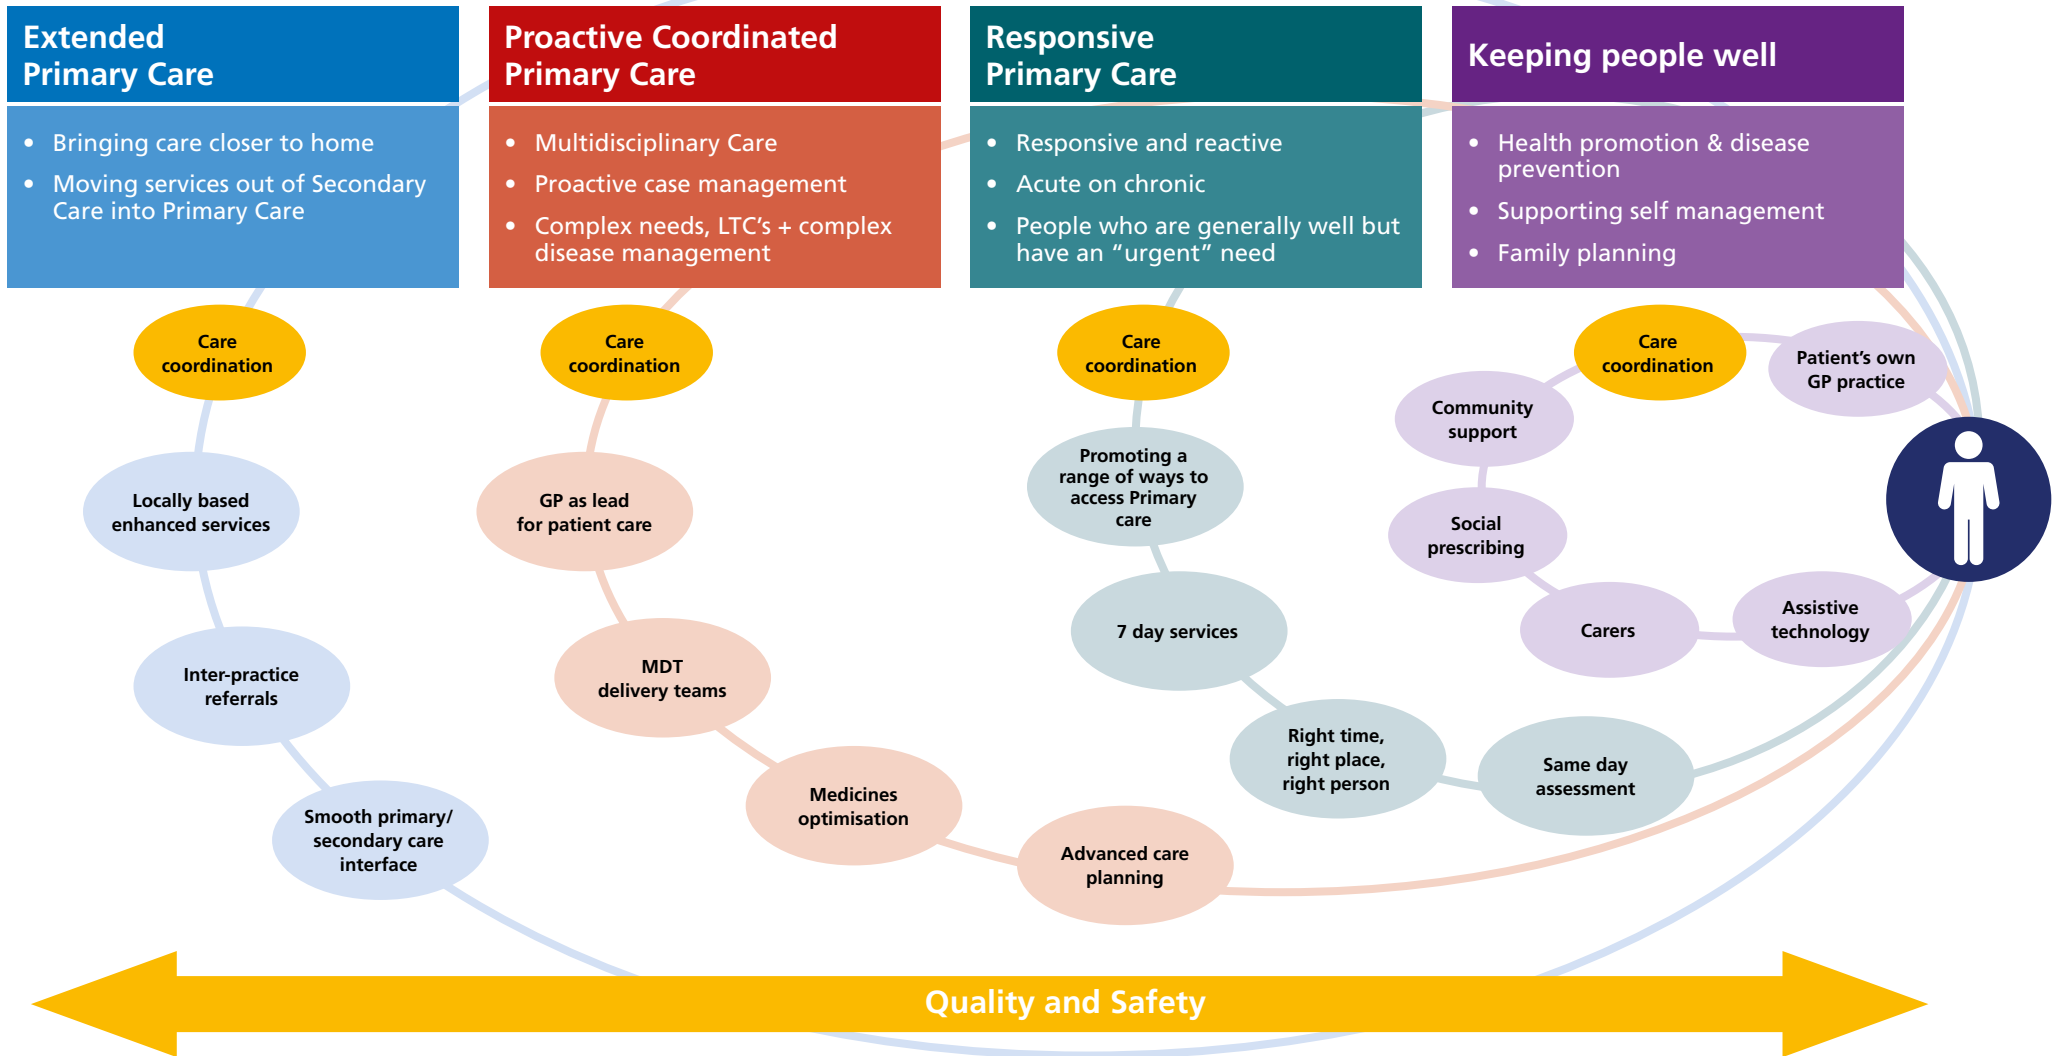 Extended
Primary Care
• Bringing care closer to home
• Moving services out of Secondary
Care into Primary Care
Proactive Coordinated
Primary Care
• Multidisciplinary Care
• Proactive case management
• Complex needs, LTC’s + complex
disease management
Responsive
Primary Care
• Responsive and reactive
• Acute on chronic
• People who are generally well but
have an “urgent” need
Keeping people well
• Health promotion & disease
prevention
• Supporting self management
• Family planning
Care
coordination
Locally based
enhanced services
Inter-practice
referrals
Smooth primary/
secondary care
interface
Care
coordination
GP as lead
for patient care
MDT
delivery teams
Medicines
optimisation
Advanced care
planning
Care
coordination
Promoting a
range of ways to
access Primary
care
7 day services
Right time,
right place,
right person
Same day
assessment
Care
coordination
Patient’s own
GP practice
Community
support
Social
prescribing
Carers
Assistive
technology
Quality and Safety